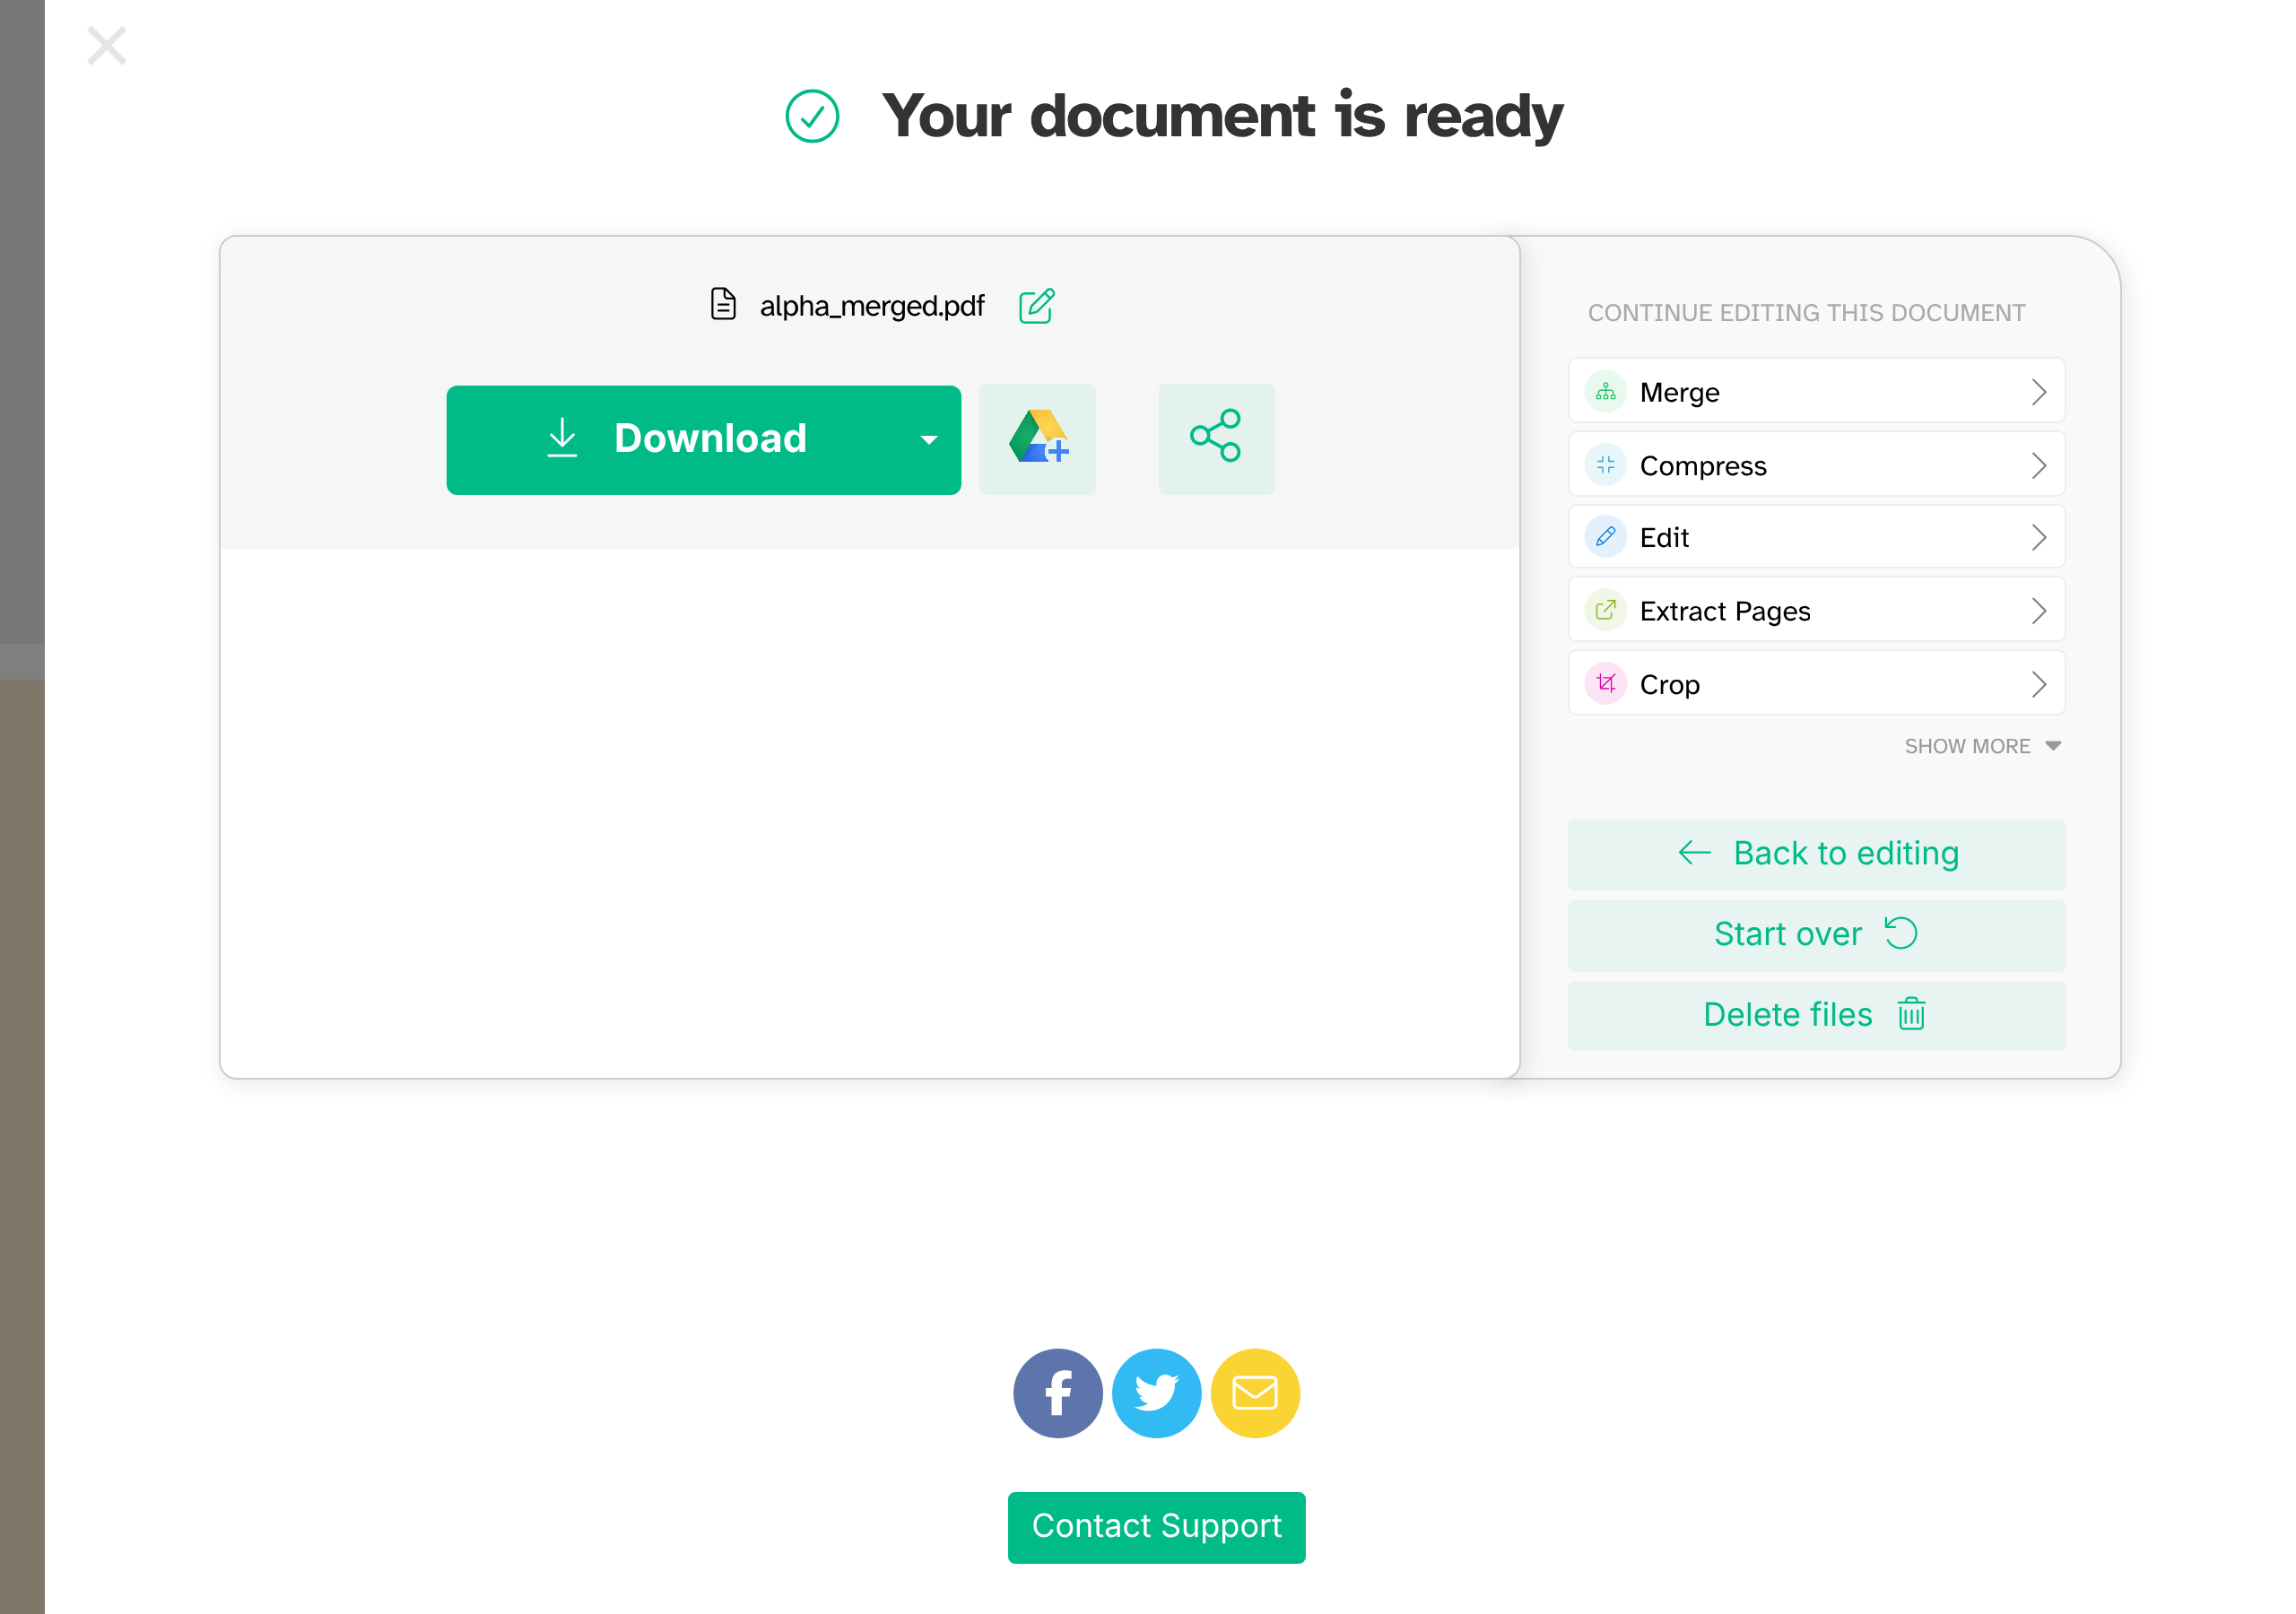 Your document is ready
alpha_merged.pdf
Download
CONTINUE EDITING THIS DOCUMENT
Merge
Compress
Edit
Extract Pages
Crop
SHOW MORE
Back to editing
Start over
Delete files
Contact Support